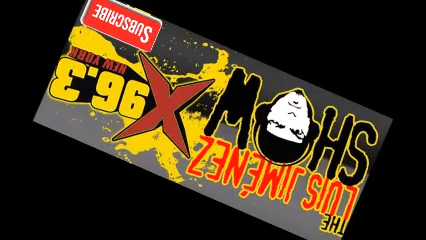 THE
LUIS JIMÉNEZ
SHOW
X 96.3
NEW YORK
SUBSCRIBE